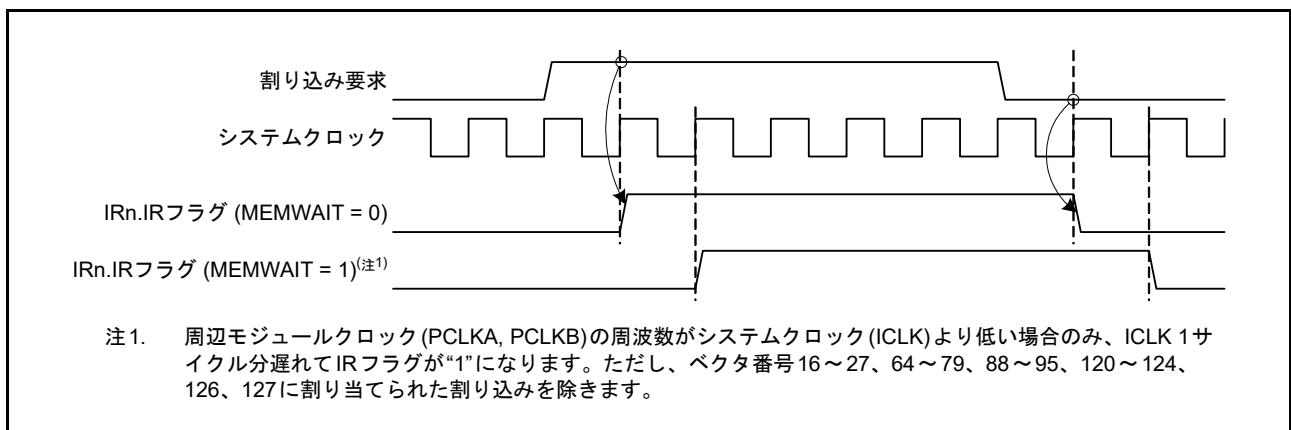 割り込み要求
システムクロック
IRn.IRフラグ (MEMWAIT = 0)
IRn.IRフラグ (MEMWAIT = 1)(注1)
注1. 周辺モジュールクロック(PCLKA, PCLKB)の周波数がシステムクロック(ICLK)より低い場合のみ、ICLK 1サ
イクル分遅れてIRフラグが“1”になります。ただし、ベクタ番号16～27、64～79、88～95、120～124、
126、127に割り当てられた割り込みを除きます。